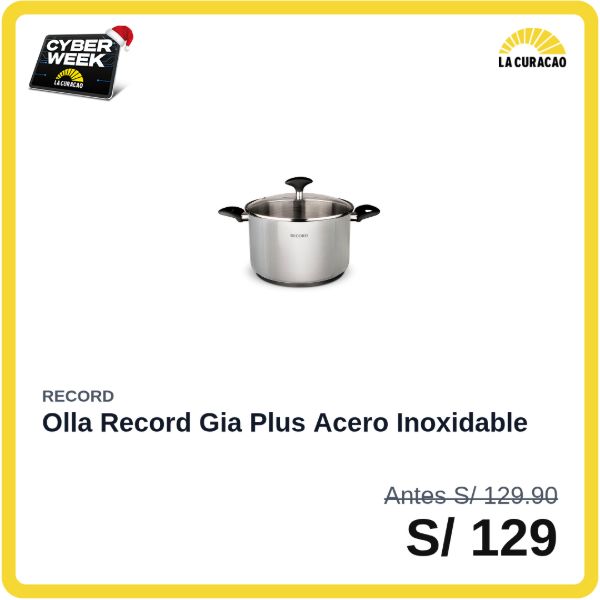 CYBER
WEEK
LA CURACAO
LA CURACAO
RECORD
RECORD
Olla Record Gia Plus Acero Inoxidable
Antes S/ 129.90
S/ 129